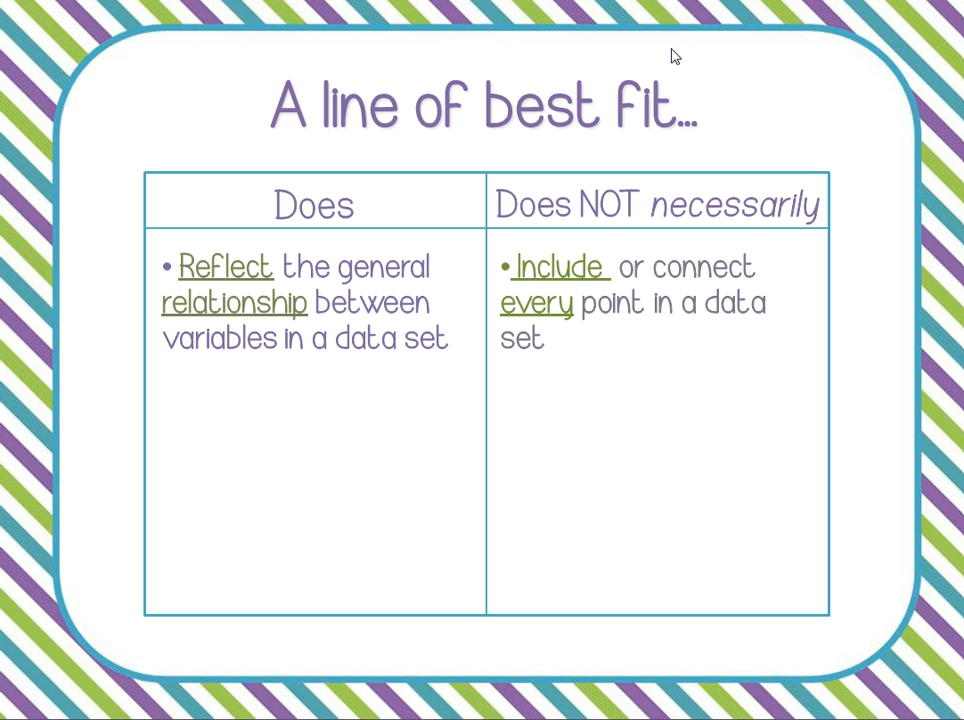 A line of best fit...
Does
Does NOT necessarily
• Reflect the general
relationship between
variables in a data set
• Include or connect
every point in a data
set